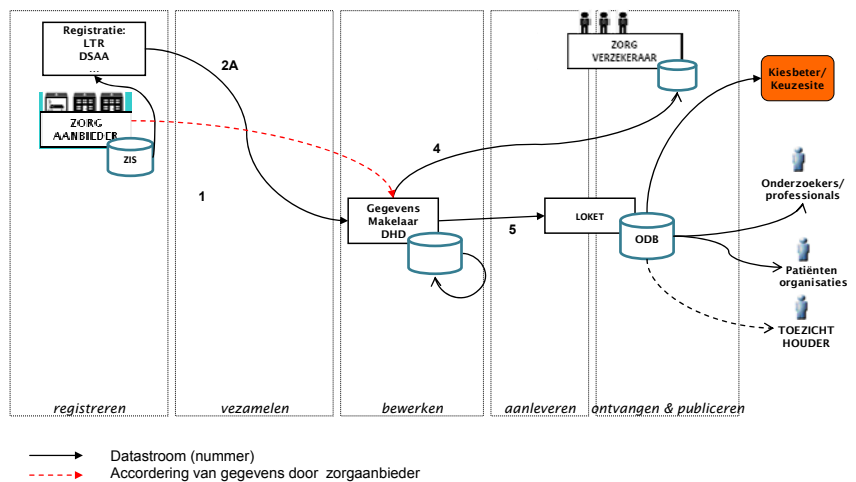 Registratie:
LTR
DSAA
...
2A
ZORG
AANBIEDER
ZIS
1
ZORG
VERZEKERAAR
Kiesbeter/
Keuzesite
4
Gegevens
Makelaar
DHD
5
LOKET
ODB
Onderzoekers/
professionals
Patiënten
organisaties
TOEZICHT
HOUDER
registreren
vezamelen
bewerken
aanleveren
ontvangen & publiceren
Datastroom (nummer)
Accordering van gegevens door zorgaanbieder